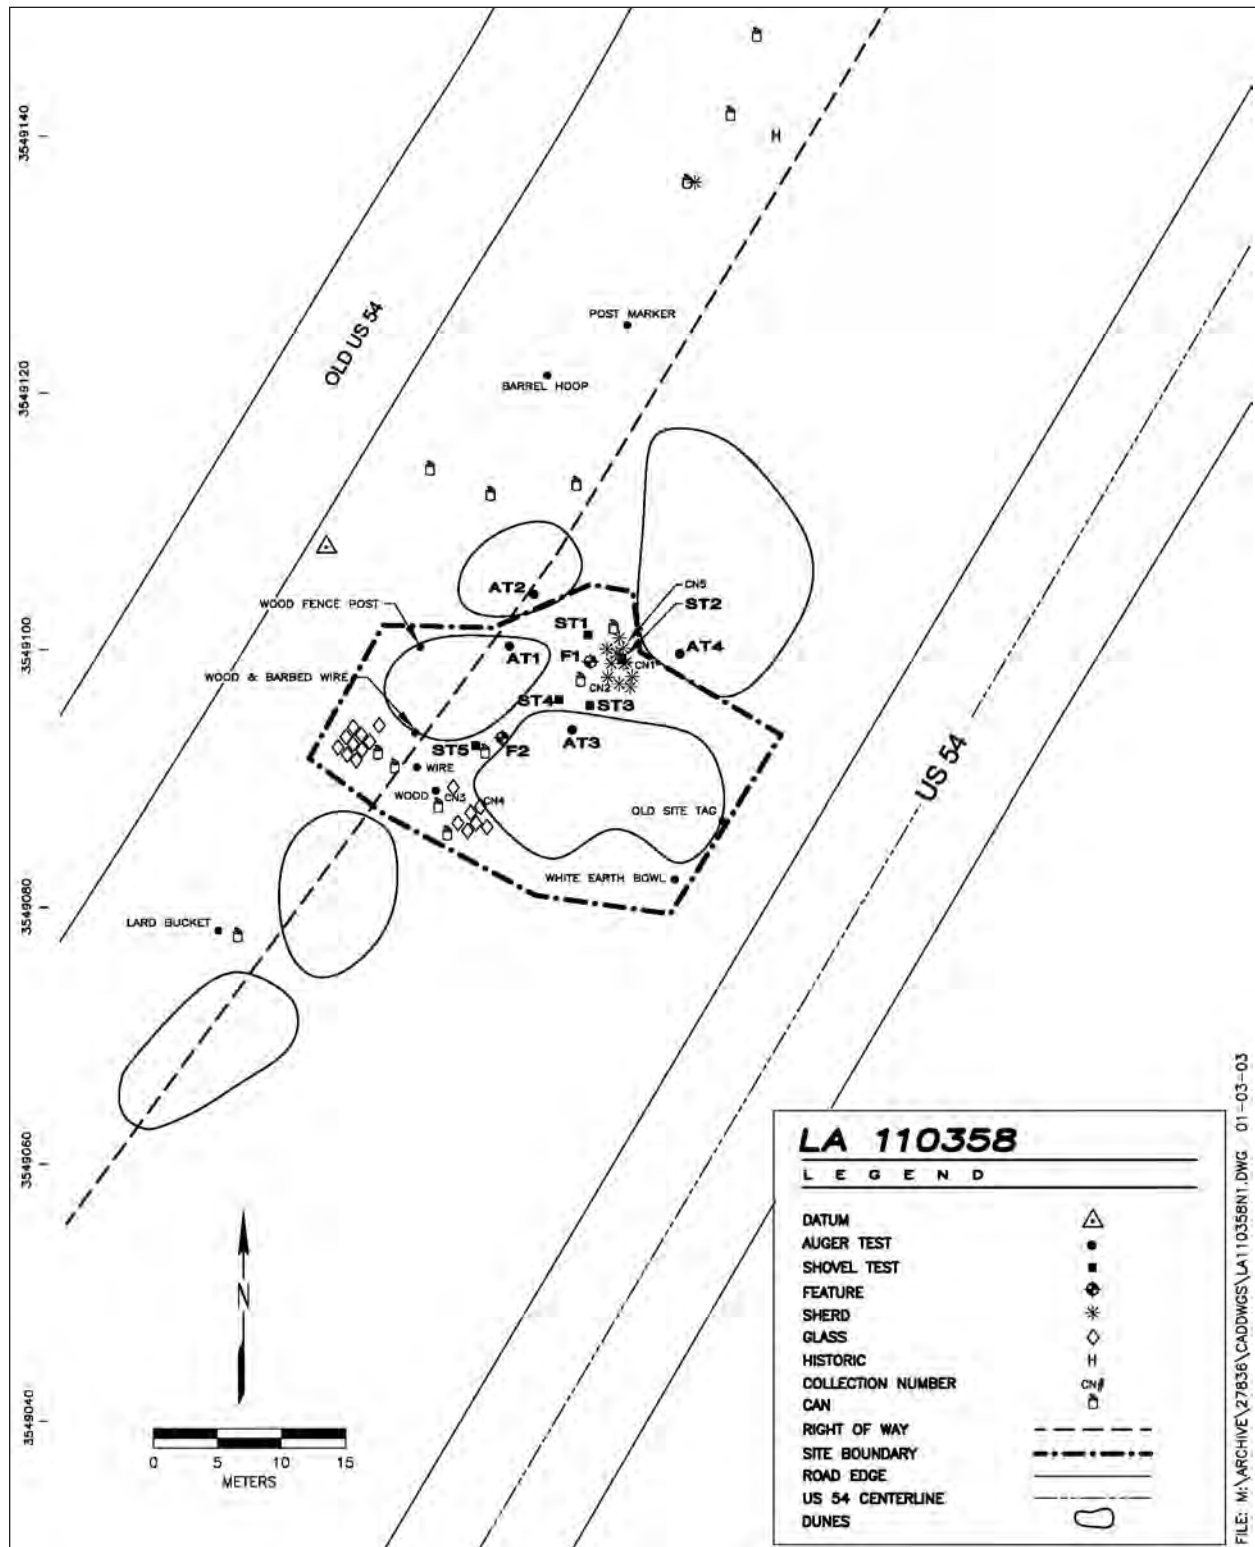 3549140
OLD US 54
H
POST MARKER
3549120
BARREL HOOP
CN5
AT2
ST2
WOOD FENCE POST
ST1
3549100
AT1
F1
CN1
AT4
WOOD & BARBED WIRE
CN2
ST4
ST3
ST5
F2
AT3
US 54
WIRE
WOOD
CN3
CN4
OLD SITE TAG
WHITE EARTH BOWL
3549080
LARD BUCKET
3549060
N
3549040
0 5 10 15
METERS
LA 110358
LEGEND
DATUM
AUGER TEST
SHOVEL TEST
FEATURE
SHERD
GLASS
HISTORIC H
COLLECTION NUMBER CN#
CAN
RIGHT OF WAY
SITE BOUNDARY
ROAD EDGE
US 54 CENTERLINE
DUNES
FILE: M:\ARCHIVE\27836\CADDWGS\LA110358N1.DWG 01-03-03